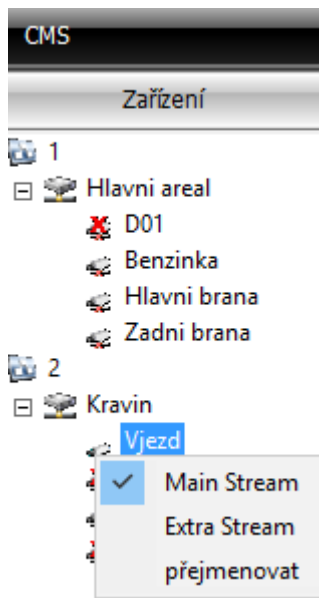 CMS
Zařízení
1
Hlavni areal
D01
Benzinka
Hlavni brana
Zadni brana
2
Kravin
Vjezd
Main Stream
Extra Stream
přejmenovat